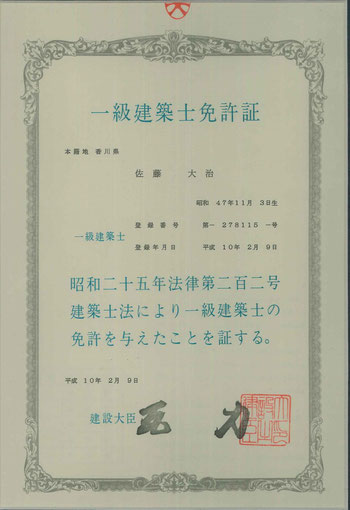 一級建築士免許証
本籍地 香川県
佐藤 大治
昭和 47年11月 3日生
一級建築士
登録番号 第- 278115 -号
登録年月日 平成 10年 2月 9日
昭和二十五年法律第二百二号
建築士法により一級建築士の
免許を与えたことを証する。
平成 10年 2月 9日
建設大臣 瓦 力